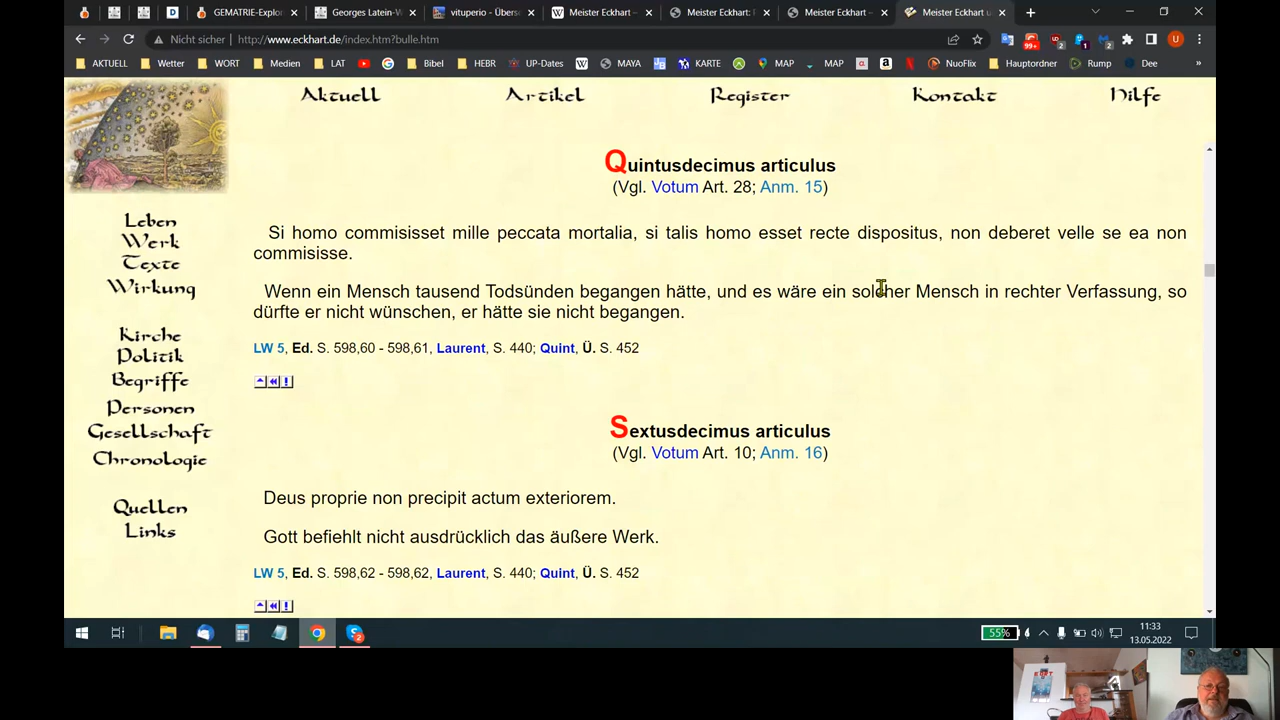 GEMATRIE-Explor
Georges Latein-W
vituperio – Überse
Meister Eckhart –
Meister Eckhart: F
Meister Eckhart –
Meister Eckhart u
Nicht sicher | http://www.eckhart.de/index.htm?bulle.htm
99+
2
1
2
AKTUELL Wetter WORT Medien LAT Bibel HEBR UP-Dates MAYA KARTE MAP MAP NuoFlix Hauptordner Rump Dee »
Aktuell Artikel Register Kontakt Hilfe
Leben
Werk
Texte
Wirkung
Kirche
Politik
Begriffe
Personen
Gesellschaft
Chronologie
Quellen
Links
Quintusdecimus articulus
(Vgl. Votum Art. 28; Anm. 15)
Si homo commisisset mille peccata mortalia, si talis homo esset recte dispositus, non deberet velle se ea non
commisisse.
Wenn ein Mensch tausend Todsünden begangen hätte, und es wäre ein solcher Mensch in rechter Verfassung, so
dürfte er nicht wünschen, er hätte sie nicht begangen.
LW 5, Ed. S. 598,60 - 598,61, Laurent, S. 440; Quint, Ü. S. 452
Sextusdecimus articulus
(Vgl. Votum Art. 10; Anm. 16)
Deus proprie non precipit actum exteriorem.
Gott befiehlt nicht ausdrücklich das äußere Werk.
LW 5, Ed. S. 598,62 - 598,62, Laurent, S. 440; Quint, Ü. S. 452
55%
11:33
13.05.2022